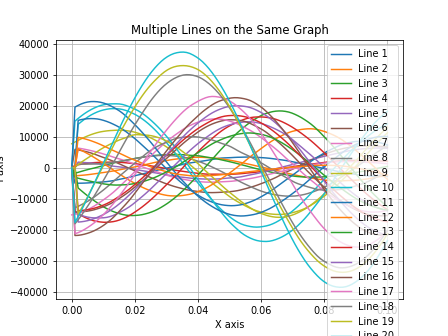 Multiple Lines on the Same Graph
40000
30000
20000
10000
0
−10000
−20000
−30000
−40000
0.00
0.02
0.04
0.06
0.08
X axis
axis
Line 1
Line 2
Line 3
Line 4
Line 5
Line 6
Line 7
Line 8
Line 9
Line 10
Line 11
Line 12
Line 13
Line 14
Line 15
Line 16
Line 17
Line 18
Line 19
Line 20